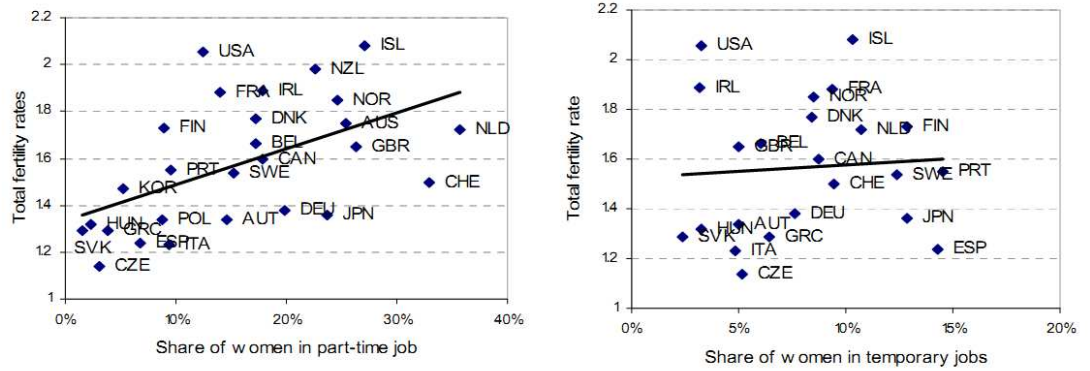 2.2
2
1.8
1.6
1.4
1.2
1
Total fertility rates
USA
ISL
NZL
FRA
IRL
NOR
FIN
DNK
AUS
NLD
BEL
GBR
CAN
PRT
SWE
KOR
CHE
DEU
JPN
HUN
POL
AUT
GRC
SVK
ESP
ITA
CZE
0% 10% 20% 30% 40%
Share of women in part-time job
2.2
2
1.8
1.6
1.4
1.2
1
Total fertility rate
USA
ISL
IRL
FRA
NOR
DNK
NLD
FIN
BEL
GBR
CAN
SWE
PRT
CHE
DEU
JPN
HUN
AUT
SVK
GRC
ITA
ESP
CZE
0% 5% 10% 15% 20%
Share of women in temporary jobs